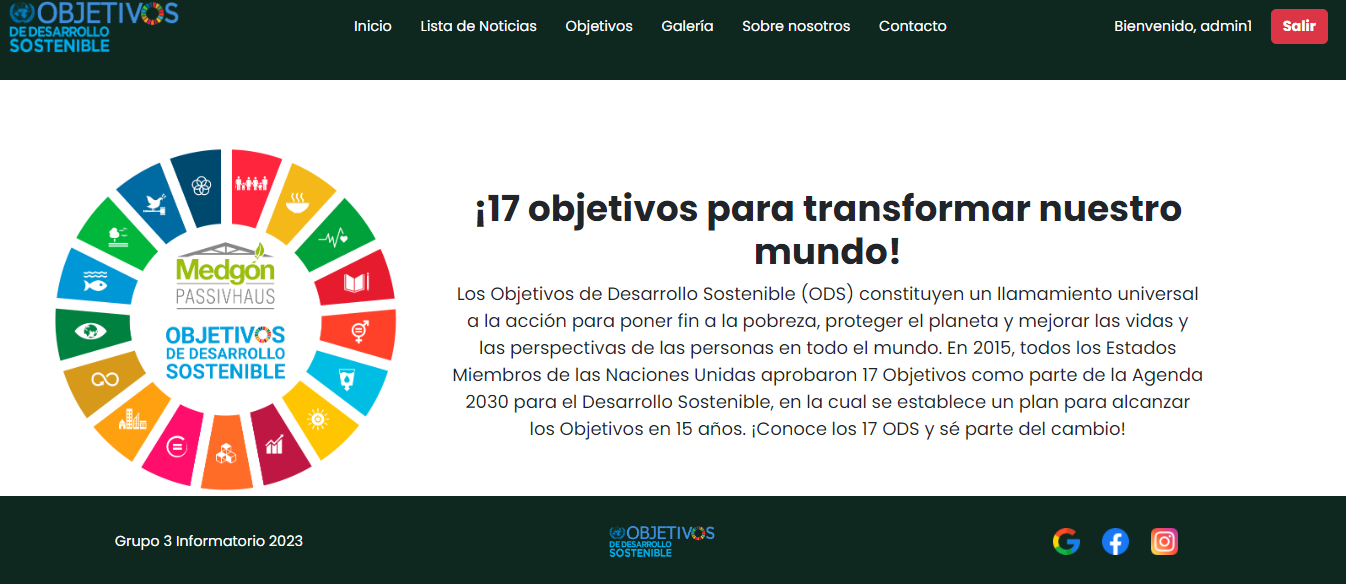 OBJETIVOS
DE DESARROLLO
SOSTENIBLE
Inicio
Lista de Noticias
Objetivos
Galería
Sobre nosotros
Contacto
Bienvenido, admin1
Salir
Medgón
PASSIVHAUS
OBJETIVOS
DE DESARROLLO
SOSTENIBLE
¡17 objetivos para transformar nuestro
mundo!
Los Objetivos de Desarrollo Sostenible (ODS) constituyen un llamamiento universal
a la acción para poner fin a la pobreza, proteger el planeta y mejorar las vidas y
las perspectivas de las personas en todo el mundo. En 2015, todos los Estados
Miembros de las Naciones Unidas aprobaron 17 Objetivos como parte de la Agenda
2030 para el Desarrollo Sostenible, en la cual se establece un plan para alcanzar
los Objetivos en 15 años. ¡Conoce los 17 ODS y sé parte del cambio!
Grupo 3 Informatorio 2023
OBJETIVOS
DE DESARROLLO
SOSTENIBLE